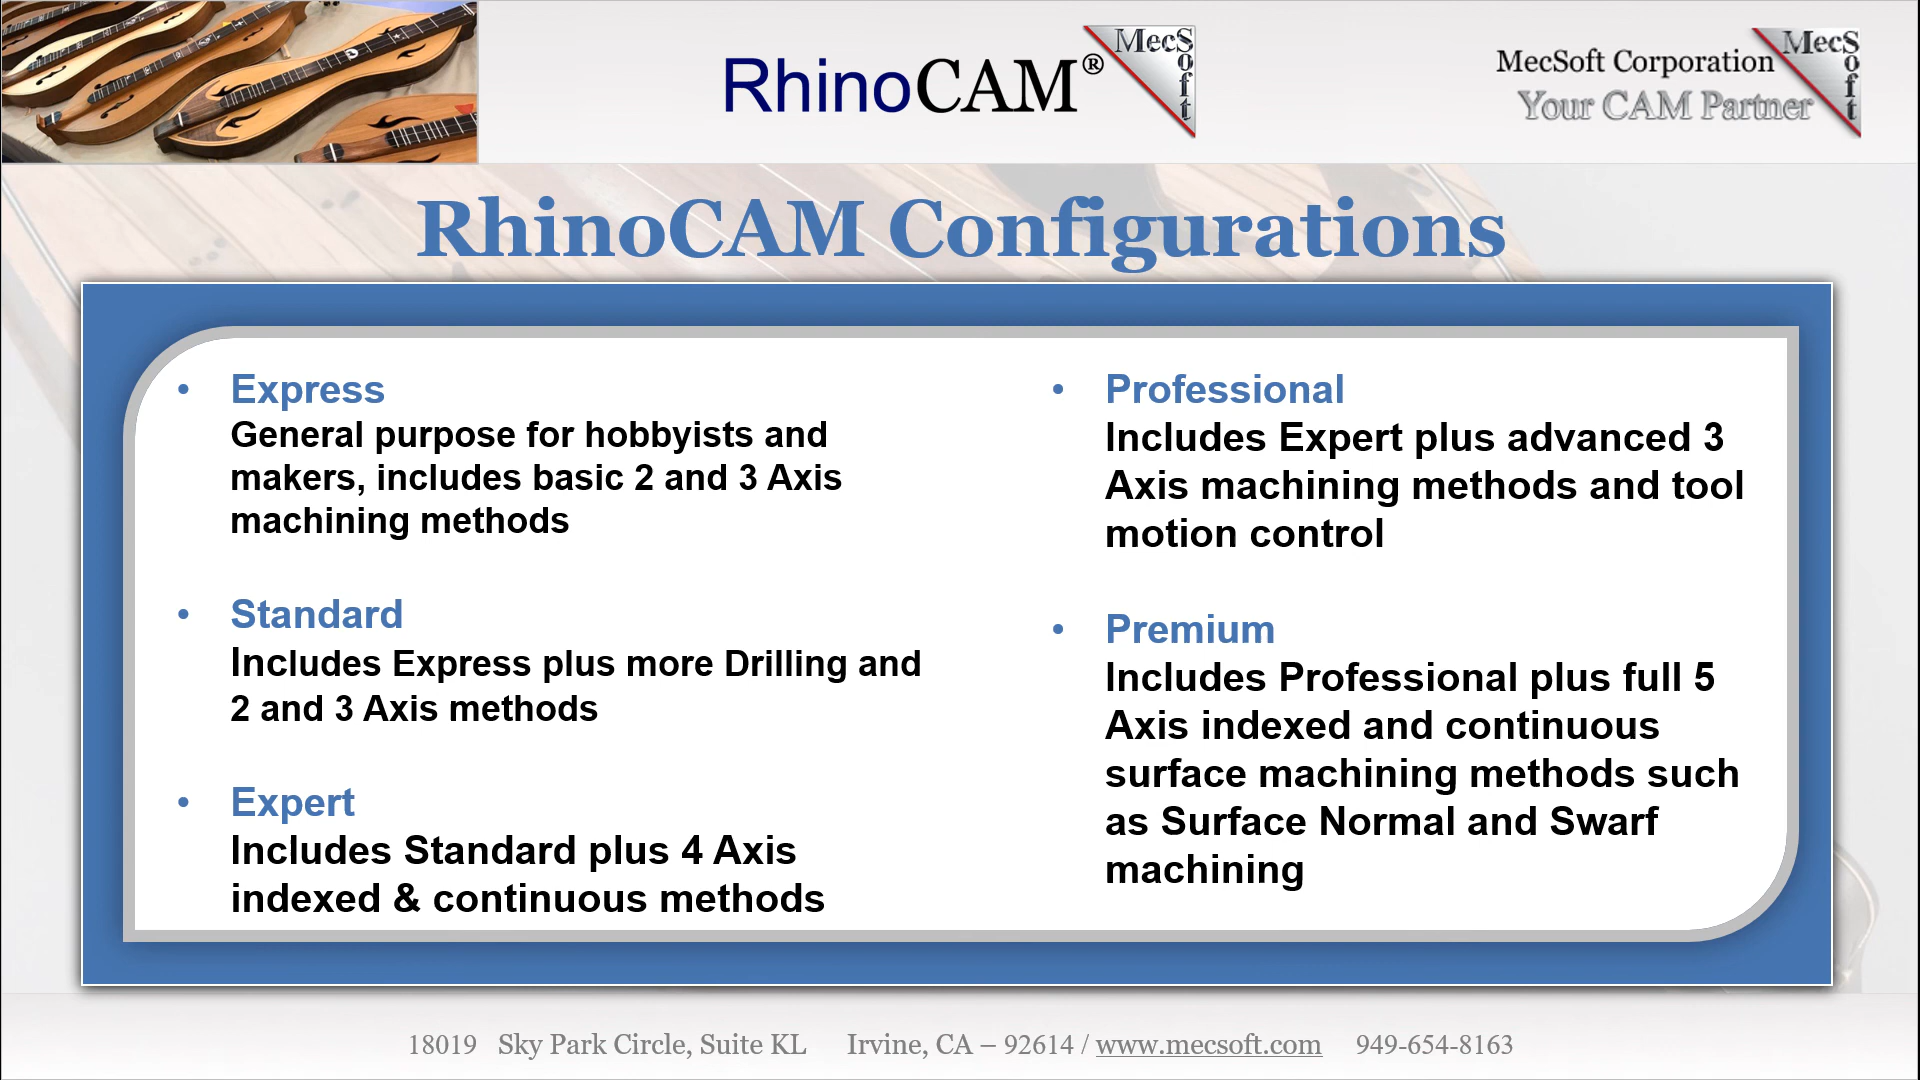 RhinoCAM®
MecSoft
MecSoft Corporation
Your CAM Partner
MecSoft
RhinoCAM Configurations
• Express
General purpose for hobbyists and
makers, includes basic 2 and 3 Axis
machining methods
• Standard
Includes Express plus more Drilling and
2 and 3 Axis methods
• Expert
Includes Standard plus 4 Axis
indexed & continuous methods
• Professional
Includes Expert plus advanced 3
Axis machining methods and tool
motion control
• Premium
Includes Professional plus full 5
Axis indexed and continuous
surface machining methods such
as Surface Normal and Swarf
machining
18019 Sky Park Circle, Suite KL Irvine, CA – 92614 / www.mecsoft.com 949-654-8163